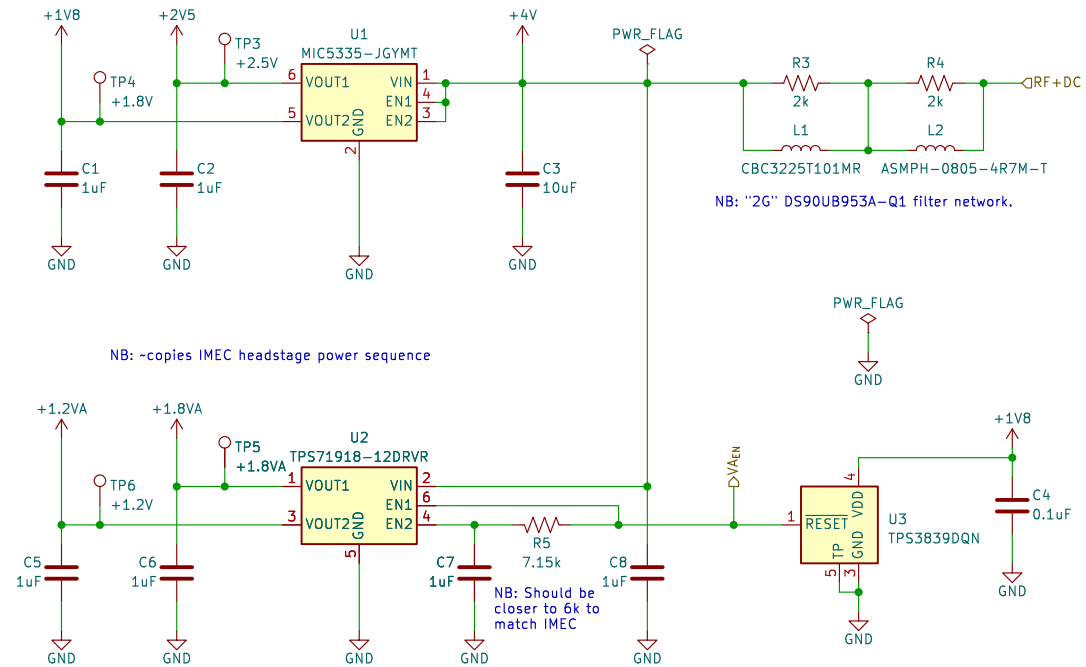 +1V8
+2V5
TP3
+2.5V
TP4
+1.8V
U1
MIC5335-JGYMT
6
VOUT1
5
VOUT2
GND
2
VIN
1
EN1
4
EN2
3
+4V
PWR_FLAG
R3
2k
R4
2k
RF+DC
L1
CBC3225T101MR
L2
ASMPH-0805-4R7M-T
NB: "2G" DS90UB953A-Q1 filter network.
C1
1uF
C2
1uF
C3
10uF
GND
GND
GND
GND
PWR_FLAG
GND
NB: ~copies IMEC headstage power sequence
+1.2VA
+1.8VA
TP5
+1.8VA
TP6
+1.2V
U2
TPS71918-12DRVR
1
VOUT1
3
VOUT2
GND
5
VIN
2
EN1
6
EN2
4
R5
7.15k
VA_EN
+1V8
C4
0.1uF
GND
U3
TPS3839DQN
1
RESET
4
VDD
TP
GND
5
3
GND
C5
1uF
C6
1uF
C7
1uF
C8
1uF
NB: Should be
closer to 6k to
match IMEC
GND
GND
GND
GND
GND